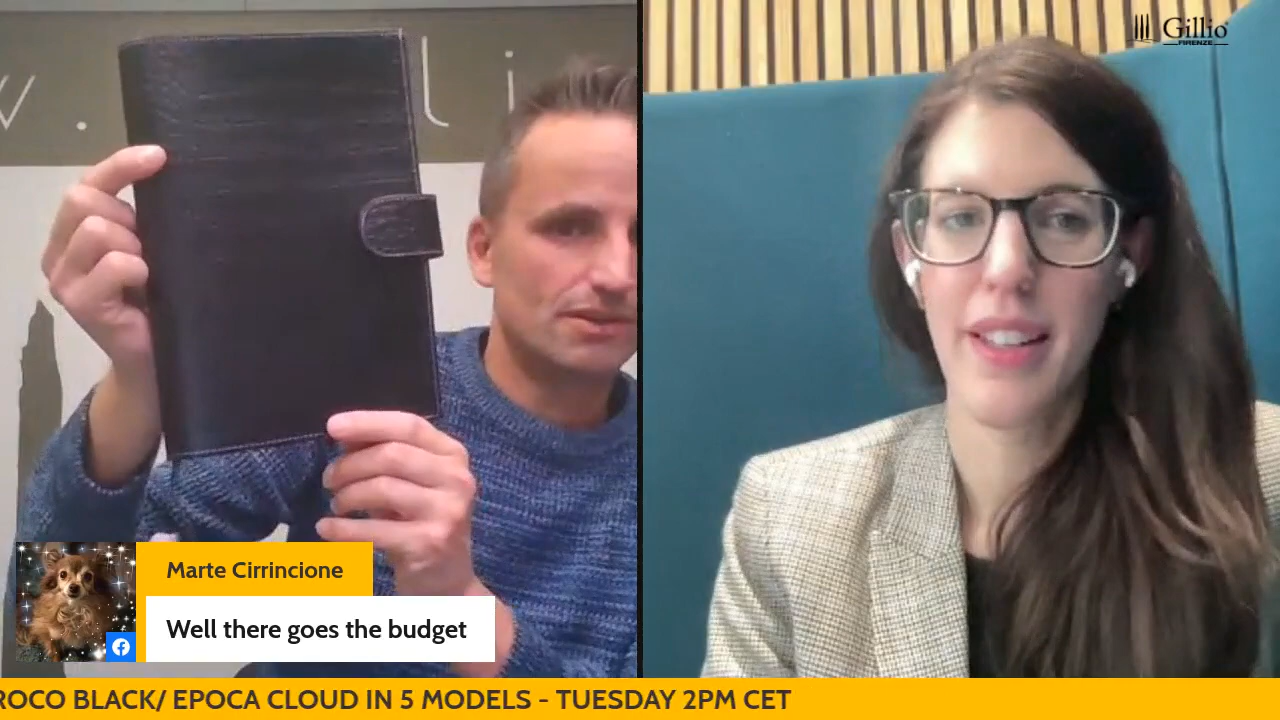 w. li
Gillio
FIRENZE
Marte Cirrincione
Well there goes the budget
ROCO BLACK/ EPOCA CLOUD IN 5 MODELS - TUESDAY 2PM CET